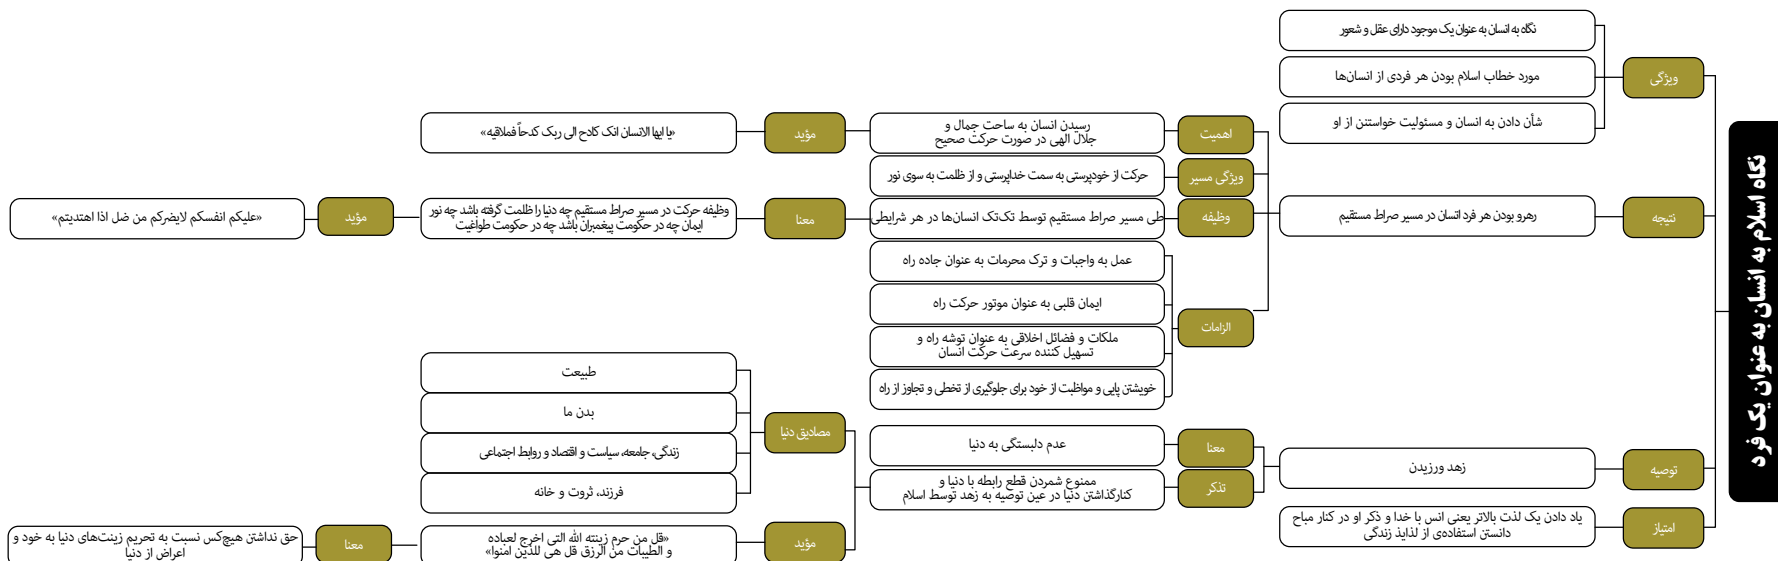 نگاه اسلام به انسان به عنوان یک فرد
ویژگی
نگاه به انسان به عنوان یک موجود دارای عقل و شعور
مورد خطاب اسلام بودن هر فردی از انسان‌ها
شأن دادن به انسان و مسئولیت خواستن از او
نتیجه
رهرو بودن هر فرد انسان در مسیر صراط مستقیم
اهمیت
رسیدن انسان به ساحت جمال و
جلال الهی در صورت حرکت صحیح
مؤید
«یا ایها الانسان انک کادح الی ربک کدحاً فملاقیه»
ویژگی مسیر
حرکت از خودپرستی به سمت خداپرستی و از ظلمت به سوی نور
وظیفه
طی مسیر صراط مستقیم توسط تک‌تک انسان‌ها در هر شرایطی
معنا
وظیفه حرکت در مسیر صراط مستقیم چه دنیا را ظلمت گرفته باشد چه نور
ایمان چه در حکومت پیغمبران باشد چه در حکومت طواغیت
مؤید
«علیکم انفسکم لایضرکم من ضل اذا اهتدیتم»
الزامات
عمل به واجبات و ترک محرمات به عنوان جاده راه
ایمان قلبی به عنوان موتور حرکت راه
ملکات و فضائل اخلاقی به عنوان توشه راه و
تسهیل کننده سرعت حرکت انسان
خویشتن پایی و مواظبت از خود برای جلوگیری از تخطی و تجاوز از راه
توصیه
زهد ورزیدن
معنا
عدم دلبستگی به دنیا
تذکر
ممنوع شمردن قطع رابطه با دنیا و
کنارگذاشتن دنیا در عین توصیه به زهد توسط اسلام
مصادیق دنیا
طبیعت
بدن ما
زندگی، جامعه، سیاست و اقتصاد و روابط اجتماعی
فرزند، ثروت و خانه
مؤید
«قل من حرم زینته الله التی اخرج لعباده
و الطیبات من الرزق قل هی للذین امنوا»
معنا
حق نداشتن هیچ‌کس نسبت به تحریم زینت‌های دنیا به خود و
اعراض از دنیا
امتیاز
یاد دادن یک لذت بالاتر یعنی انس با خدا و ذکر او در کنار مباح
دانستن استفاده‌ی از لذایذ زندگی